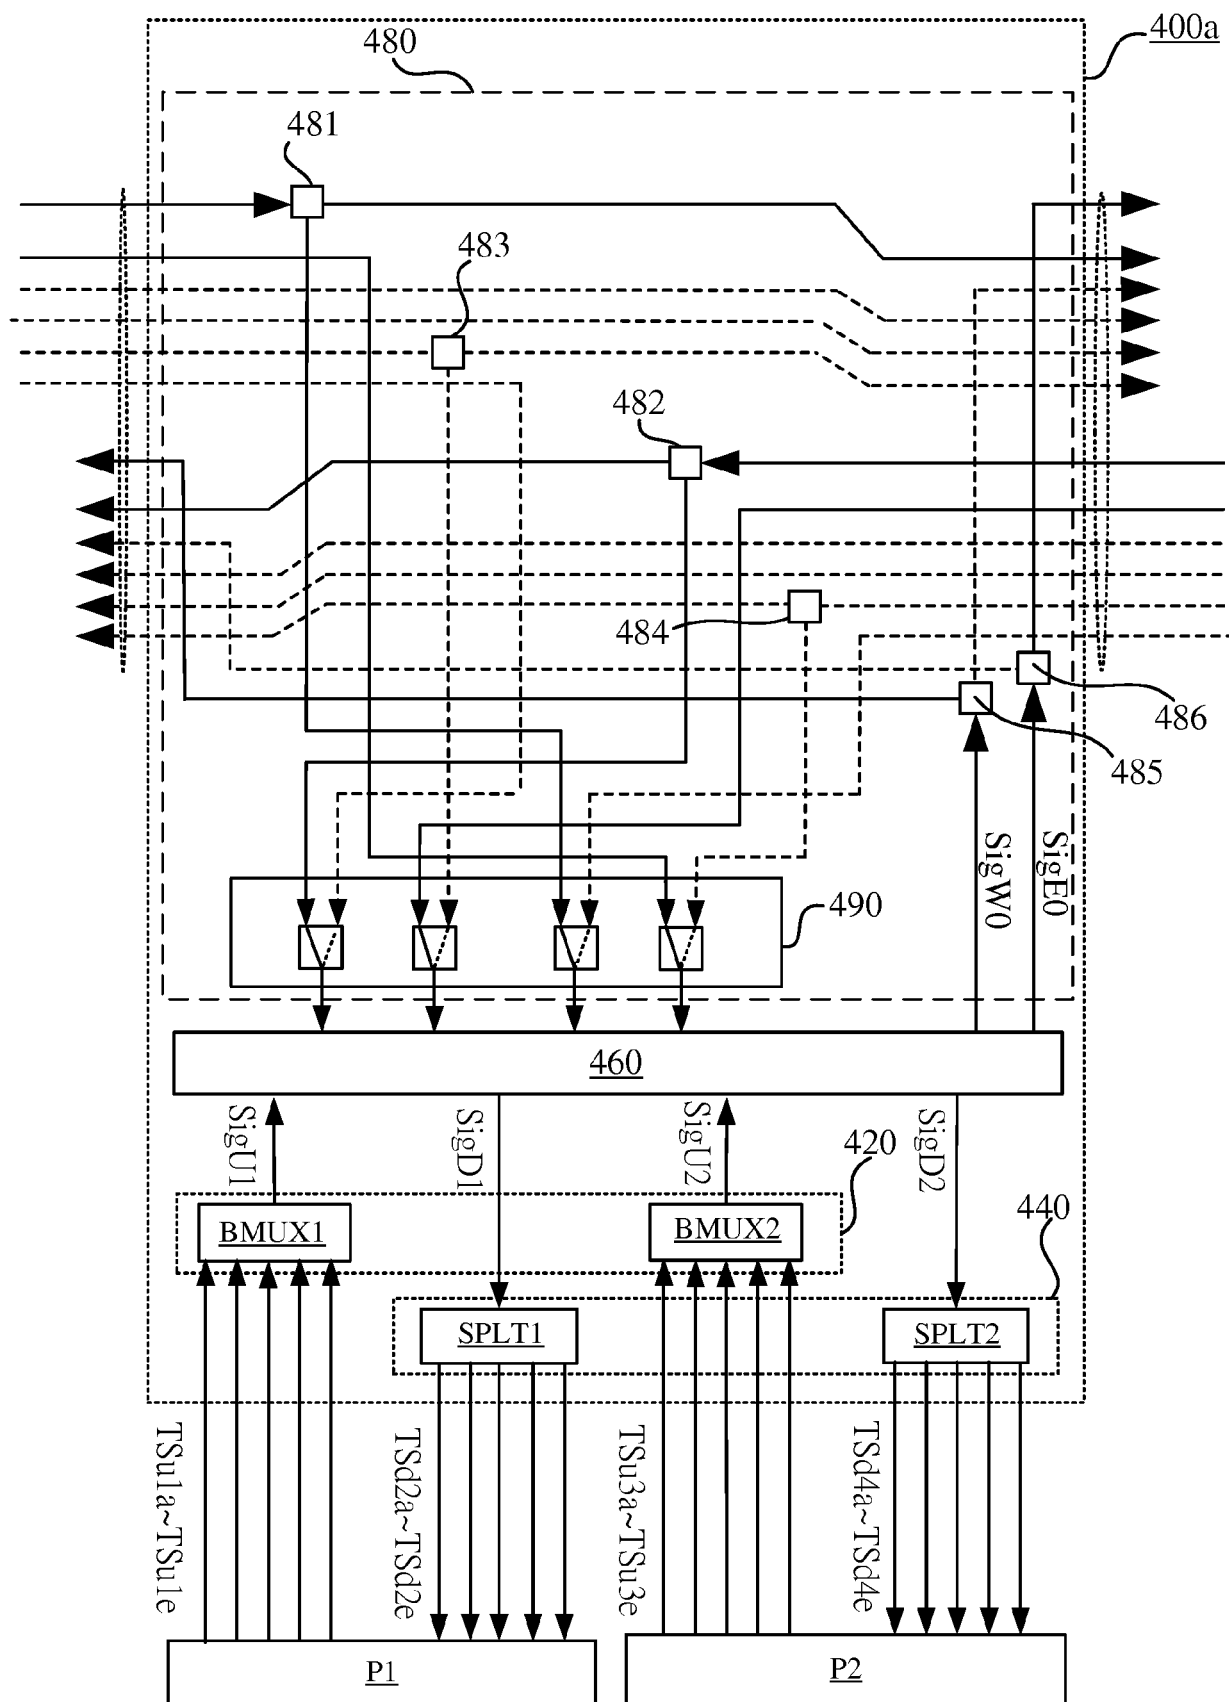 400a
480
481
483
482
484
486
485
SigW0
SigE0
490
460
SigU1
SigD1
SigU2
SigD2
420
440
BMUX1
BMUX2
SPLT1
SPLT2
TSu1a~TSu1e
TSd2a~TSd2e
TSu3a~TSu3e
TSd4a~TSd4e
P1
P2